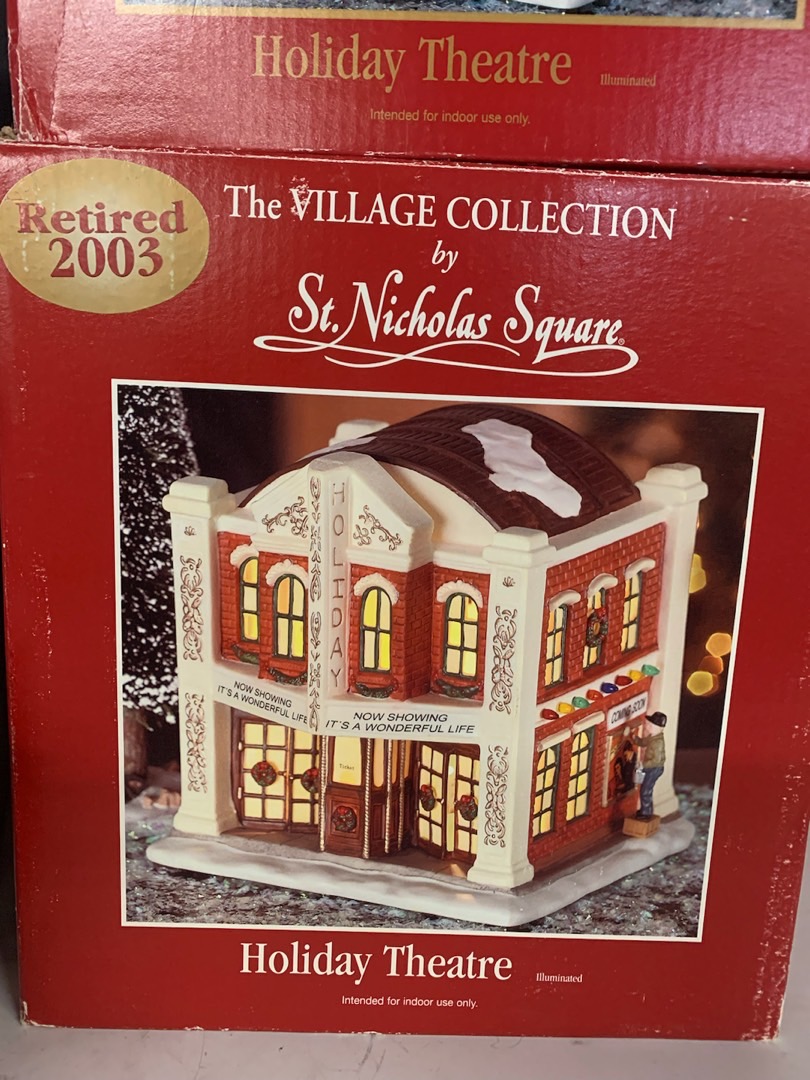 Holiday Theatre Illuminated
Intended for indoor use only.
Retired
2003
The VILLAGE COLLECTION
by
St. Nicholas Square®
HOLIDAY
NOW SHOWING
IT'S A WONDERFUL LIFE
NOW SHOWING
IT'S A WONDERFUL LIFE
COMING SOON
Ticket
Holiday Theatre Illuminated
Intended for indoor use only.